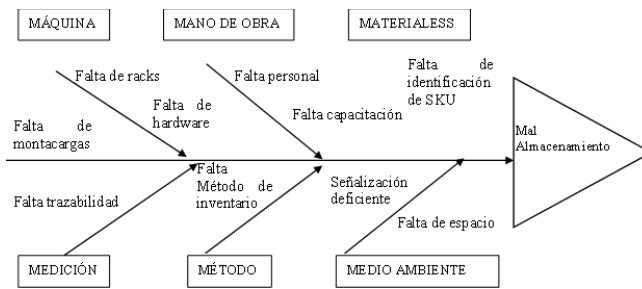 MÁQUINA
MANO DE OBRA
MATERIALESS
Falta de racks
Falta personal
Falta de
identificación
de SKU
Falta de
hardware
Falta capacitación
Falta de
montacargas
Mal
Almacenamiento
Falta
Método de
inventario
Señalización
deficiente
Falta trazabilidad
Falta de espacio
MEDICIÓN
MÉTODO
MEDIO AMBIENTE